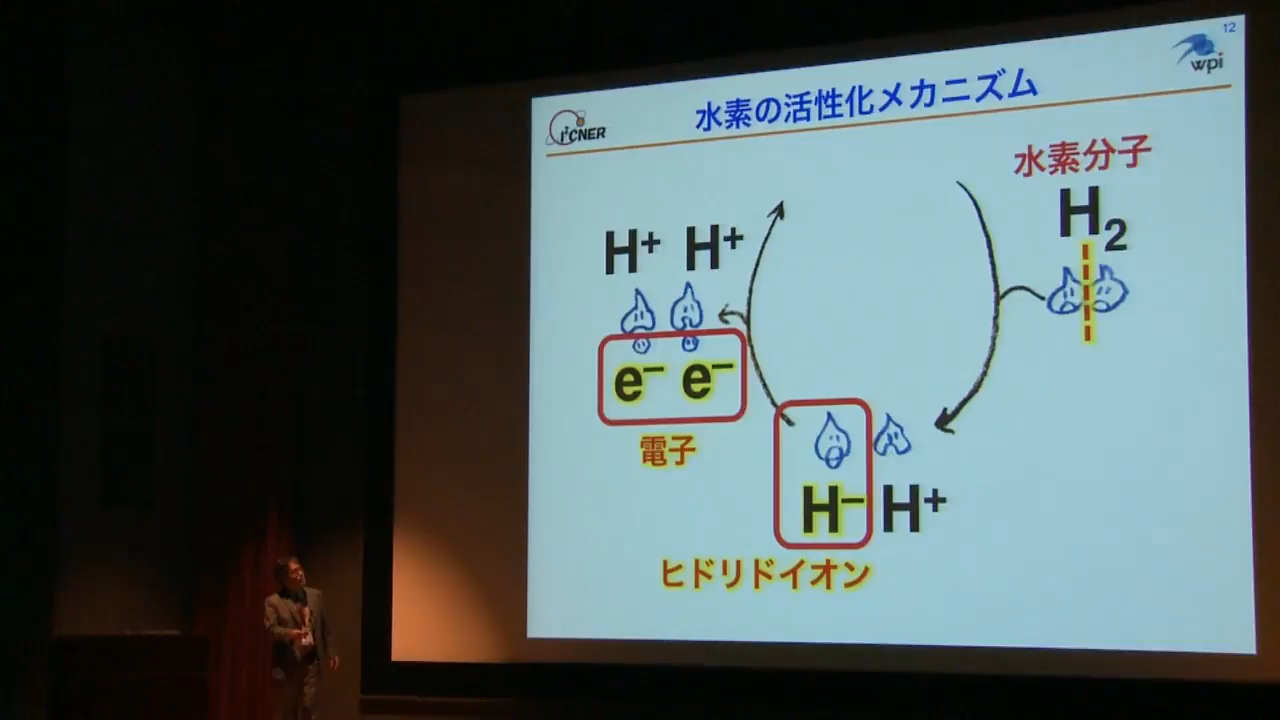 12
wpi
I²CNER
水素の活性化メカニズム
水素分子
H₂
H⁺ H⁺
e⁻ e⁻
電子
H⁻ H⁺
ヒドリドイオン